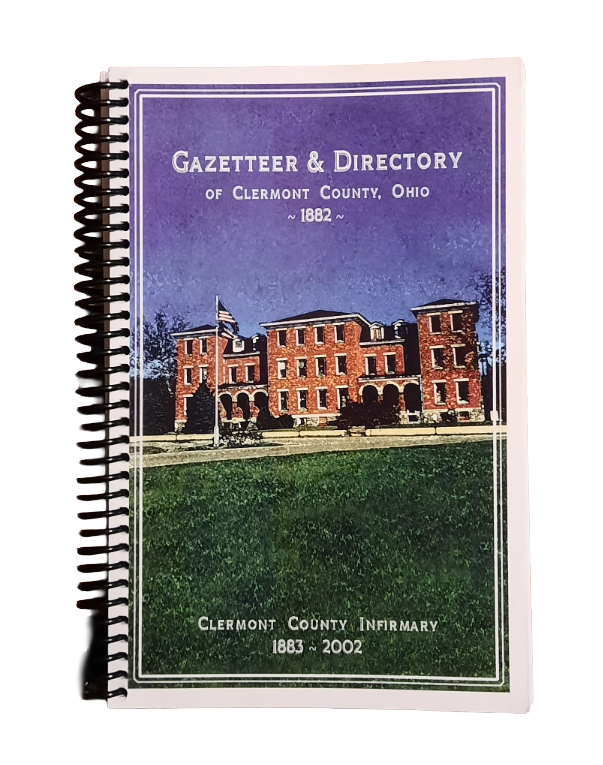 Gazetteer & Directory
of Clermont County, Ohio
~ 1882 ~
Clermont County Infirmary
1883 ~ 2002